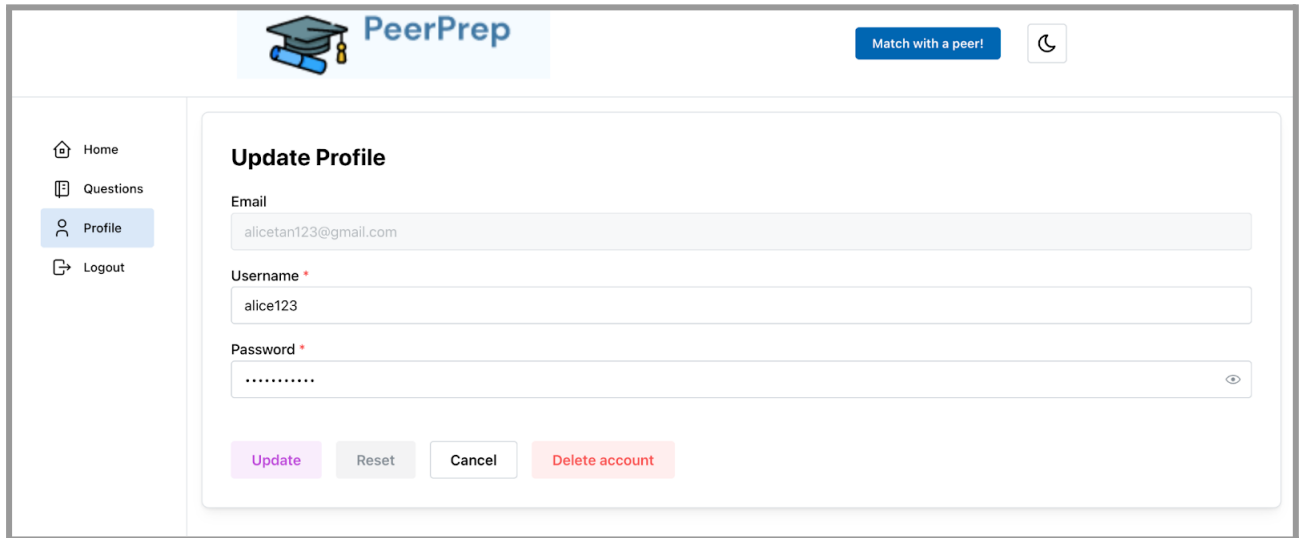 PeerPrep
Match with a peer!
Home
Questions
Profile
Logout
Update Profile
Email
alicetan123@gmail.com
Username *
alice123
Password *
•••••••••••
Update Reset Cancel Delete account